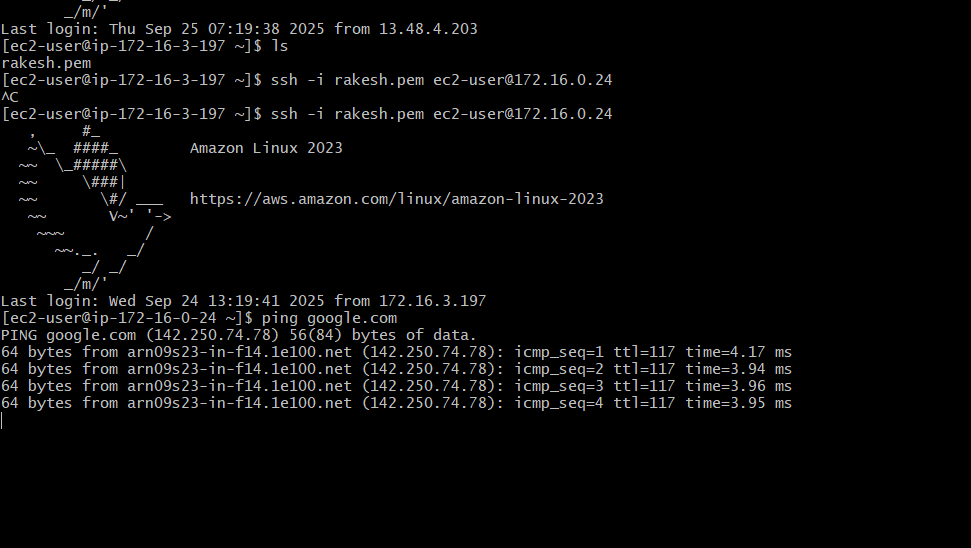 _/m/'
Last login: Thu Sep 25 07:19:38 2025 from 13.48.4.203
[ec2-user@ip-172-16-3-197 ~]$ ls
rakesh.pem
[ec2-user@ip-172-16-3-197 ~]$ ssh -i rakesh.pem ec2-user@172.16.0.24
^C
[ec2-user@ip-172-16-3-197 ~]$ ssh -i rakesh.pem ec2-user@172.16.0.24
   ,     #_
   ~\_  ####_        Amazon Linux 2023
  ~~  \_#####\
  ~~     \###|
  ~~       \#/ ___   https://aws.amazon.com/linux/amazon-linux-2023
   ~~       V~' '->
    ~~~         /
      ~~._.   _/
         _/ _/
       _/m/'
Last login: Wed Sep 24 13:19:41 2025 from 172.16.3.197
[ec2-user@ip-172-16-0-24 ~]$ ping google.com
PING google.com (142.250.74.78) 56(84) bytes of data.
64 bytes from arn09s23-in-f14.1e100.net (142.250.74.78): icmp_seq=1 ttl=117 time=4.17 ms
64 bytes from arn09s23-in-f14.1e100.net (142.250.74.78): icmp_seq=2 ttl=117 time=3.94 ms
64 bytes from arn09s23-in-f14.1e100.net (142.250.74.78): icmp_seq=3 ttl=117 time=3.96 ms
64 bytes from arn09s23-in-f14.1e100.net (142.250.74.78): icmp_seq=4 ttl=117 time=3.95 ms